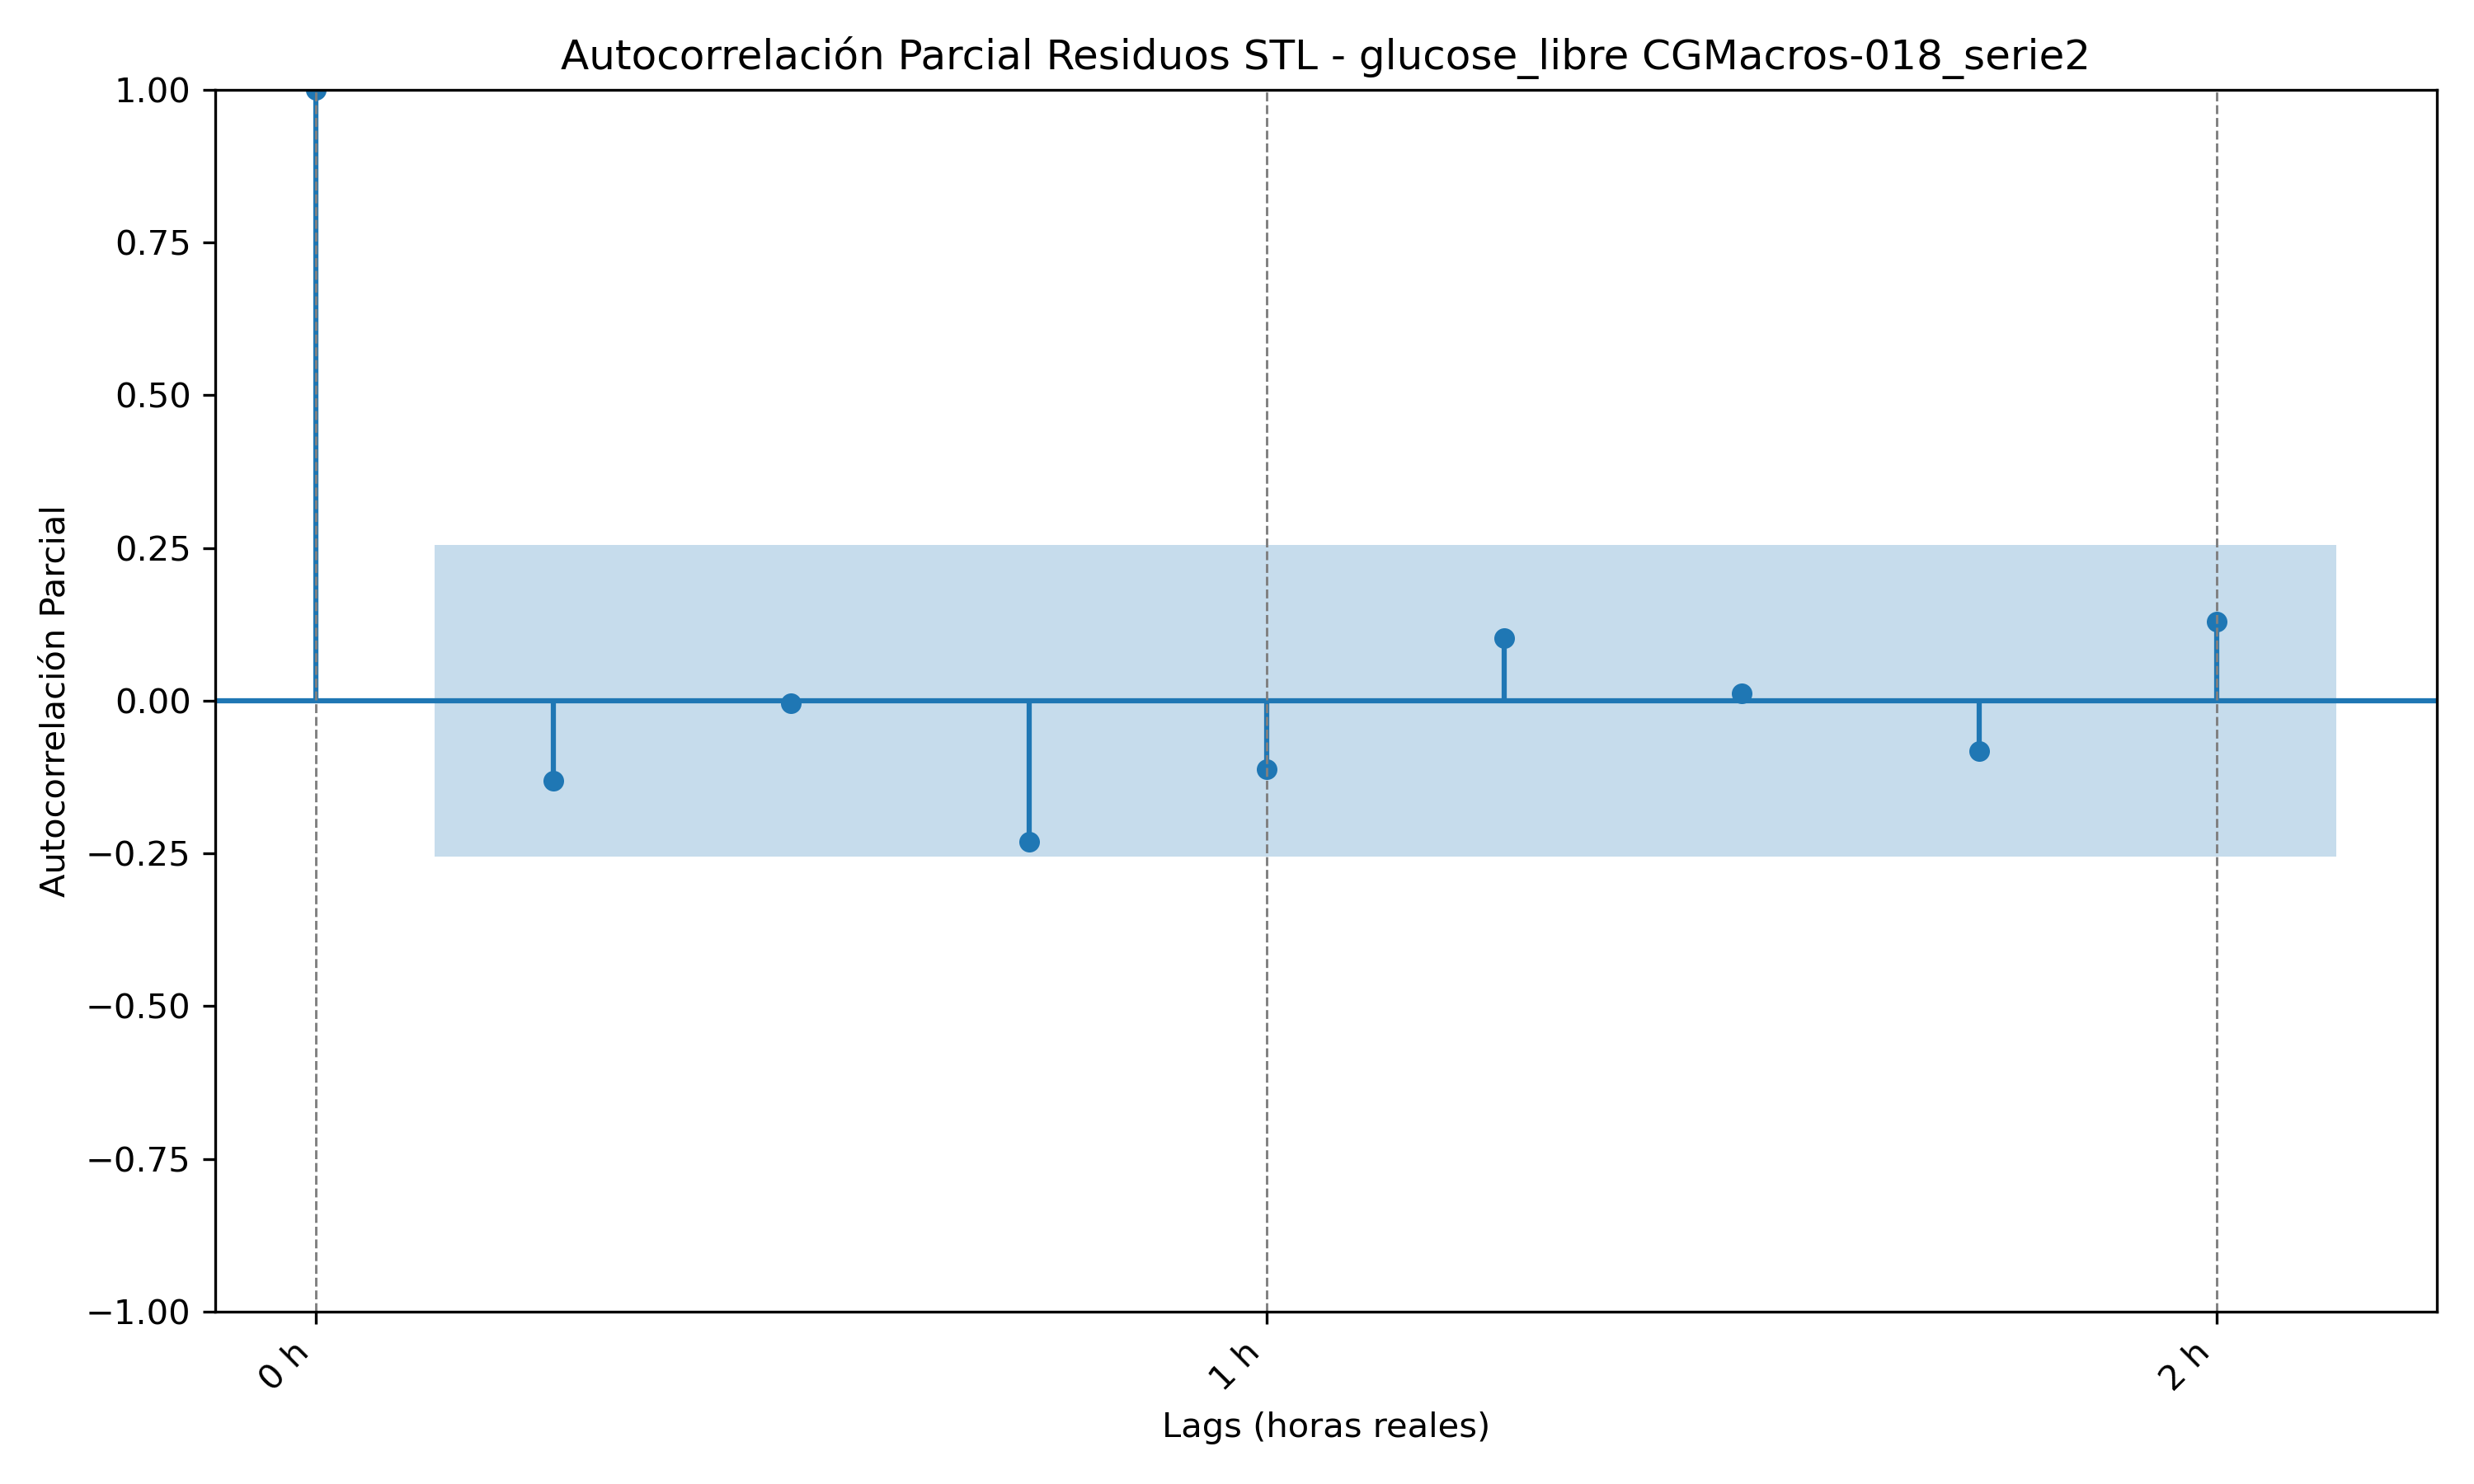 Autocorrelación Parcial Residuos STL - glucose_libre CGMacros-018_serie2
Autocorrelación Parcial
1.00
0.75
0.50
0.25
0.00
−0.25
−0.50
−0.75
−1.00
0 h
1 h
2 h
Lags (horas reales)